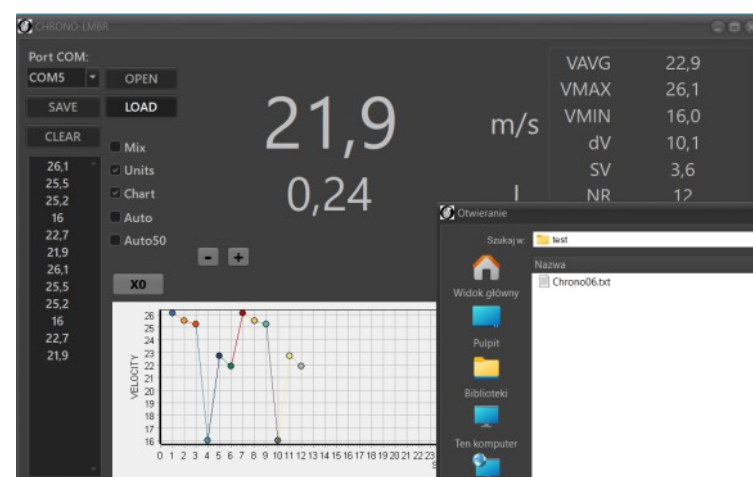 CHRONO-LMBR
Port COM:
COM5
OPEN
SAVE
LOAD
CLEAR
Mix
Units
Chart
Auto
Auto50
- +
X0
26,1
25,5
25,2
16
22,7
21,9
26,1
25,5
25,2
16
22,7
21,9
21,9 m/s
0,24 J
VAVG 22,9
VMAX 26,1
VMIN 16,0
dV 10,1
SV 3,6
NR 12
VELOCITY
26
25
24
23
22
21
20
19
18
17
16
0 1 2 3 4 5 6 7 8 9 10 11 12 13 14 15 16 17 18 19 20 21 22 23
S
Otwieranie
Szukaj w: test
Nazwa
Chrono06.txt
Widok główny
Pulpit
Biblioteki
Ten komputer